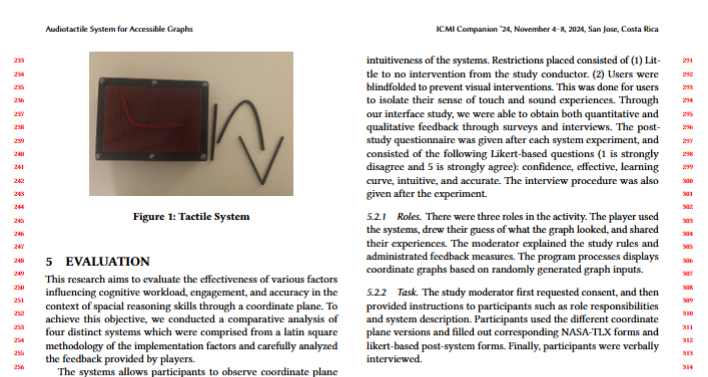 Audiotactile System for Accessible Graphs
ICMI Companion '24, November 4–8, 2024, San Jose, Costa Rica
233
234
235
236
237
238
239
240
241
242
243
244
245
246
247
248
249
250
251
252
253
254
255
256
Figure 1: Tactile System
5 EVALUATION
This research aims to evaluate the effectiveness of various factors
influencing cognitive workload, engagement, and accuracy in the
context of spacial reasoning skills through a coordinate plane. To
achieve this objective, we conducted a comparative analysis of
four distinct systems which were comprised from a latin square
methodology of the implementation factors and carefully analyzed
the feedback provided by players.
The systems allows participants to observe coordinate plane
intuitiveness of the systems. Restrictions placed consisted of (1) Lit-
tle to no intervention from the study conductor. (2) Users were
blindfolded to prevent visual interventions. This was done for users
to isolate their sense of touch and sound experiences. Through
our interface study, we were able to obtain both quantitative and
qualitative feedback through surveys and interviews. The post-
study questionnaire was given after each system experiment, and
consisted of the following Likert-based questions (1 is strongly
disagree and 5 is strongly agree): confidence, effective, learning
curve, intuitive, and accurate. The interview procedure was also
given after the experiment.
5.2.1 Roles. There were three roles in the activity. The player used
the systems, drew their guess of what the graph looked, and shared
their experiences. The moderator explained the study rules and
administrated feedback measures. The program processes displays
coordinate graphs based on randomly generated graph inputs.
5.2.2 Task. The study moderator first requested consent, and then
provided instructions to participants such as role responsibilities
and system description. Participants used the different coordinate
plane versions and filled out corresponding NASA-TLX forms and
likert-based post-system forms. Finally, participants were verbally
interviewed.
291
292
293
294
295
296
297
298
299
300
301
302
303
304
305
306
307
308
309
310
311
312
313
314